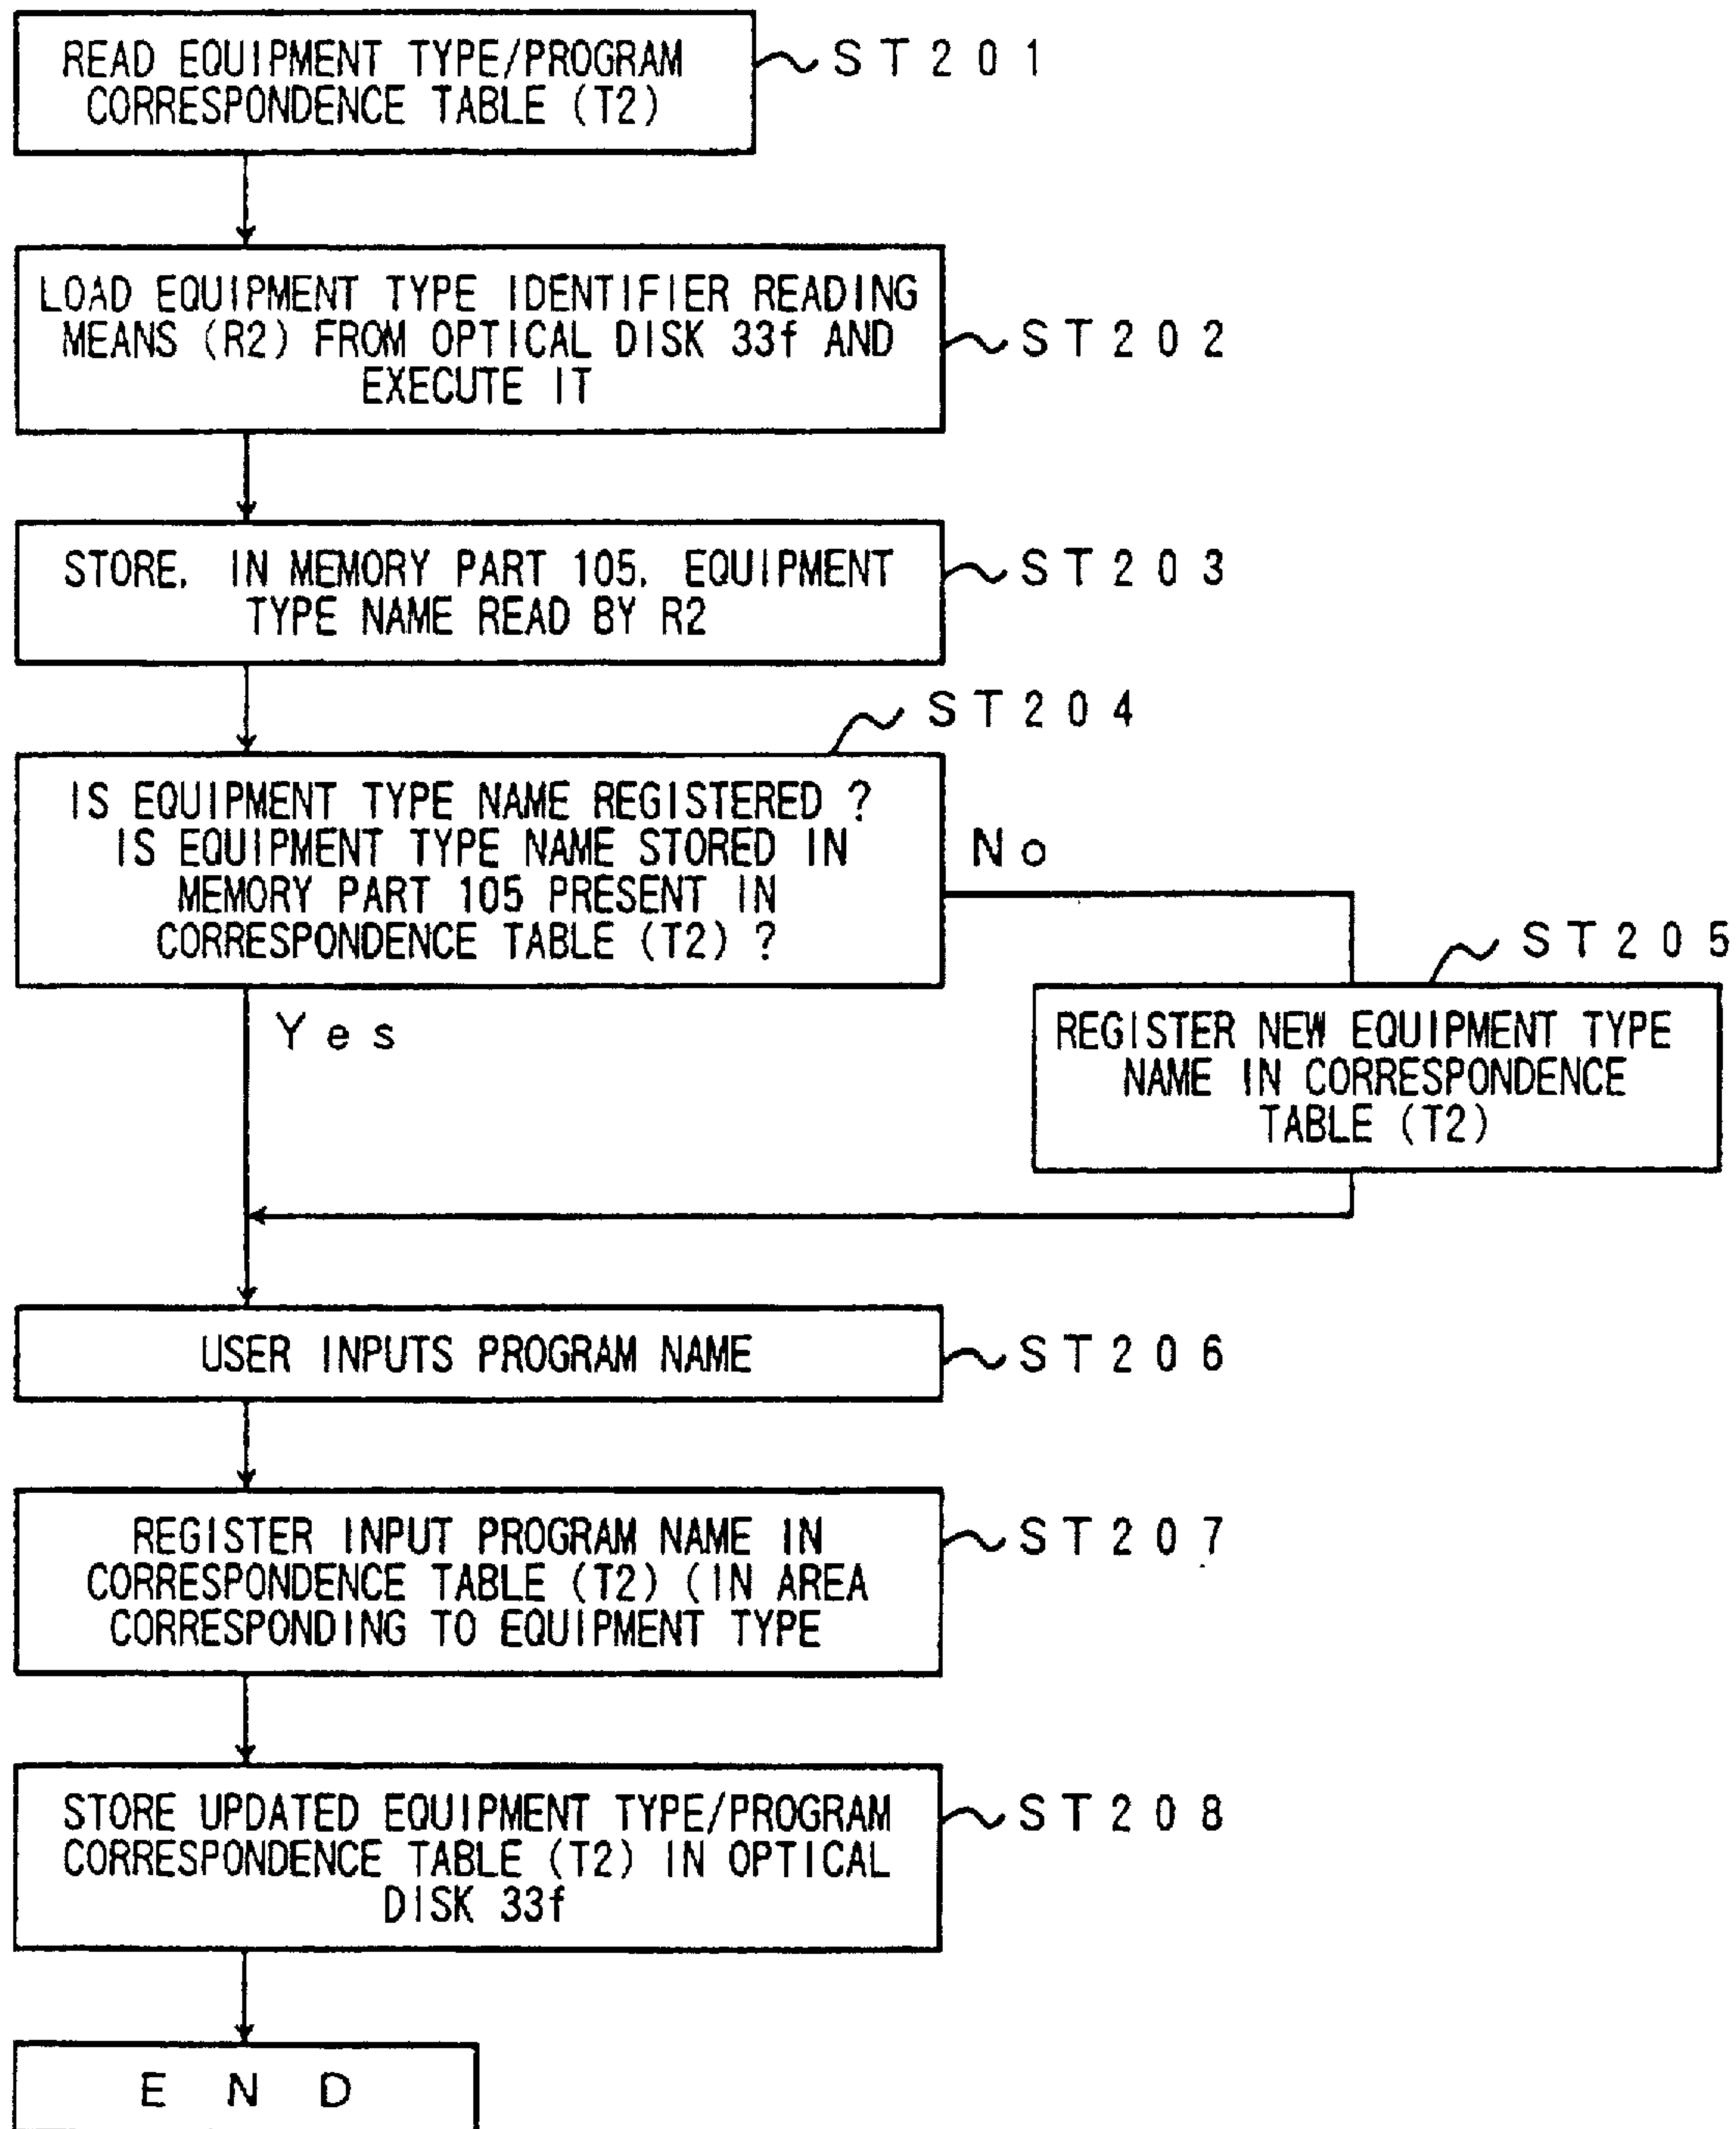 READ EQUIPMENT TYPE/PROGRAM
CORRESPONDENCE TABLE (T2)
ST201
LOAD EQUIPMENT TYPE IDENTIFIER READING
MEANS (R2) FROM OPTICAL DISK 33f AND
EXECUTE IT
ST202
STORE, IN MEMORY PART 105, EQUIPMENT
TYPE NAME READ BY R2
ST203
ST204
IS EQUIPMENT TYPE NAME REGISTERED ?
IS EQUIPMENT TYPE NAME STORED IN
MEMORY PART 105 PRESENT IN
CORRESPONDENCE TABLE (T2) ?
No
Yes
ST205
REGISTER NEW EQUIPMENT TYPE
NAME IN CORRESPONDENCE
TABLE (T2)
USER INPUTS PROGRAM NAME
ST206
REGISTER INPUT PROGRAM NAME IN
CORRESPONDENCE TABLE (T2) (IN AREA
CORRESPONDING TO EQUIPMENT TYPE
ST207
STORE UPDATED EQUIPMENT TYPE/PROGRAM
CORRESPONDENCE TABLE (T2) IN OPTICAL
DISK 33f
ST208
END